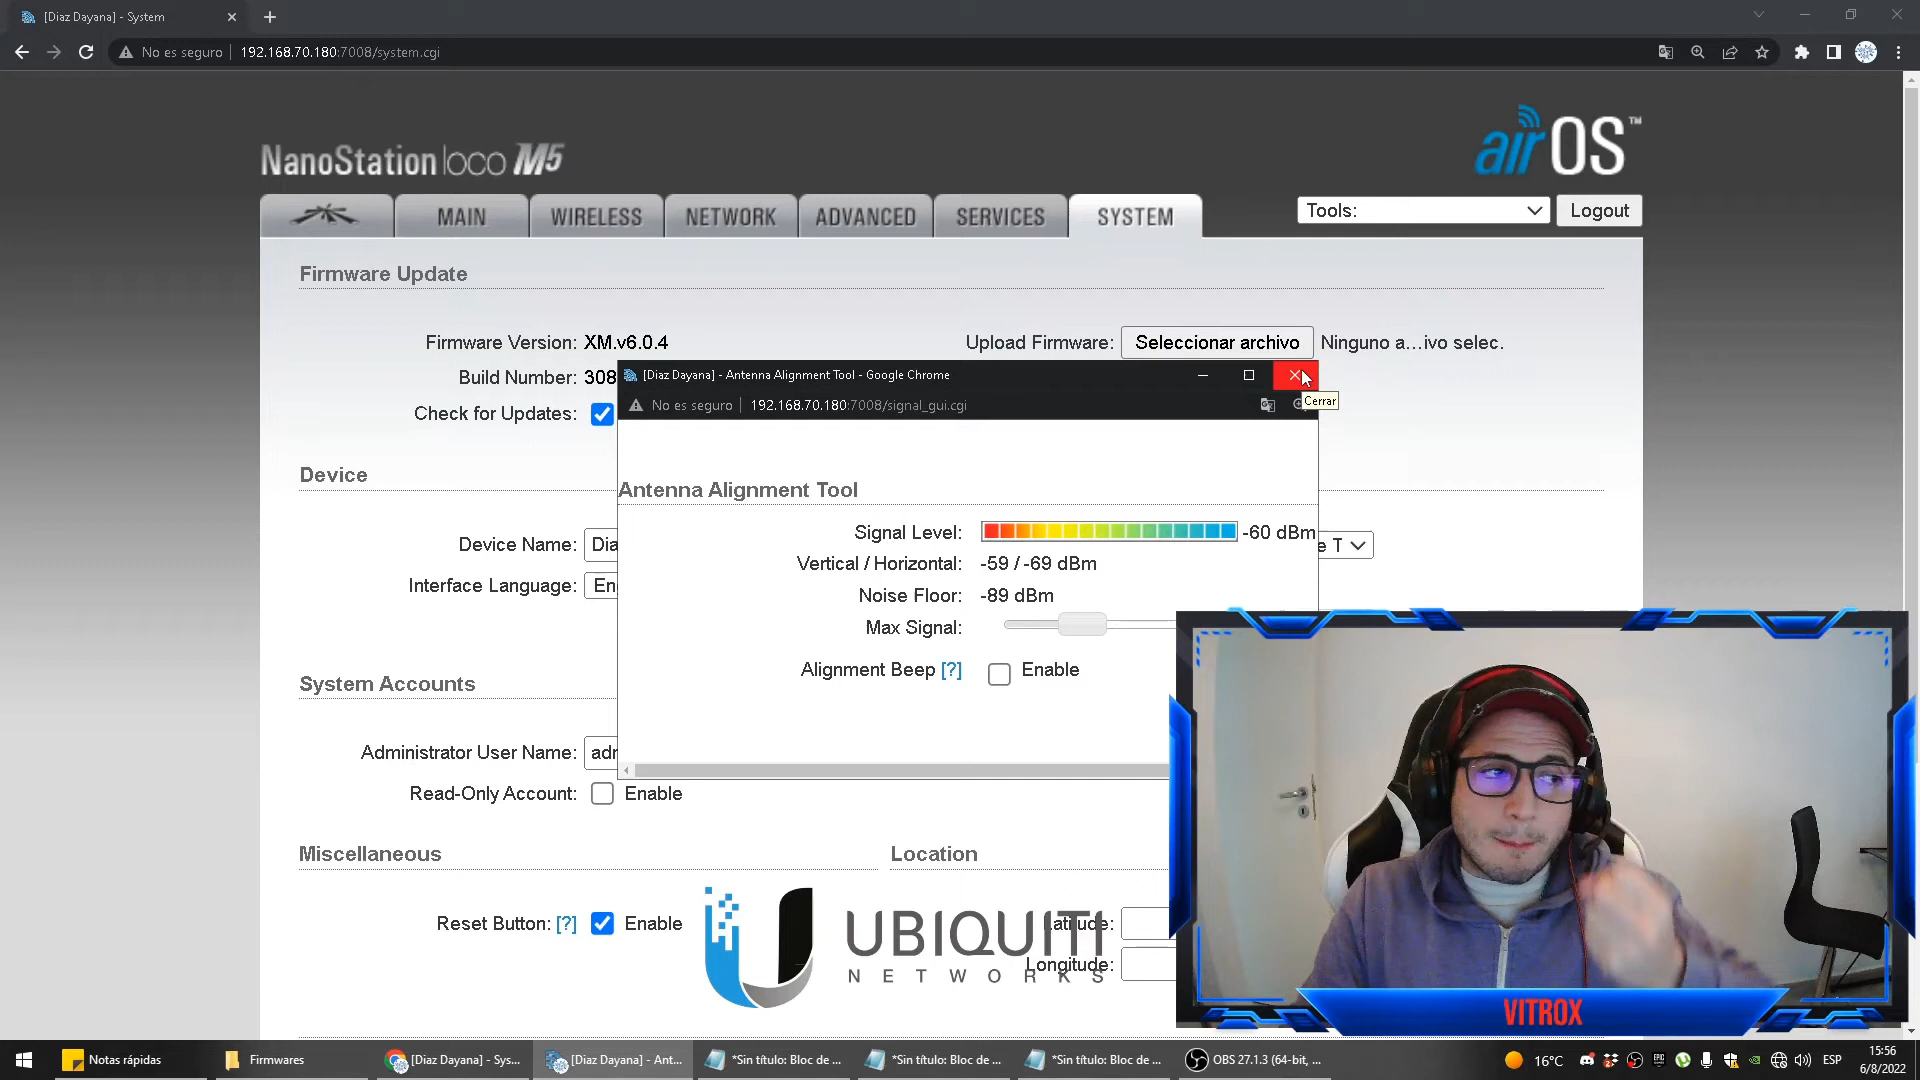 [Diaz Dayana] - System
No es seguro
192.168.70.180:7008/system.cgi
NanoStation loco M5
airOS™
MAIN
WIRELESS
NETWORK
ADVANCED
SERVICES
SYSTEM
Tools:
Logout
Firmware Update
Firmware Version: XM.v6.0.4
Upload Firmware: Seleccionar archivo Ninguno a...ivo selec.
Build Number: 308
Check for Updates:
[Diaz Dayana] - Antenna Alignment Tool - Google Chrome
No es seguro
192.168.70.180:7008/signal_gui.cgi
Cerrar
Device
Antenna Alignment Tool
Signal Level: -60 dBm
Vertical / Horizontal: -59 / -69 dBm
Noise Floor: -89 dBm
Max Signal:
Alignment Beep [?] Enable
Device Name: Dia
e T
Interface Language: En
System Accounts
Administrator User Name: adm
Read-Only Account: Enable
Miscellaneous
Location
Reset Button: [?] Enable
Latitude:
Longitude:
UBIQUITI
NETWORKS
VITROX
Notas rápidas
Firmwares
[Diaz Dayana] - Sys...
[Diaz Dayana] - Ant...
*Sin título: Bloc de ...
*Sin título: Bloc de ...
*Sin título: Bloc de ...
OBS 27.1.3 (64-bit, ...
16°C
ESP
15:56
6/8/2022